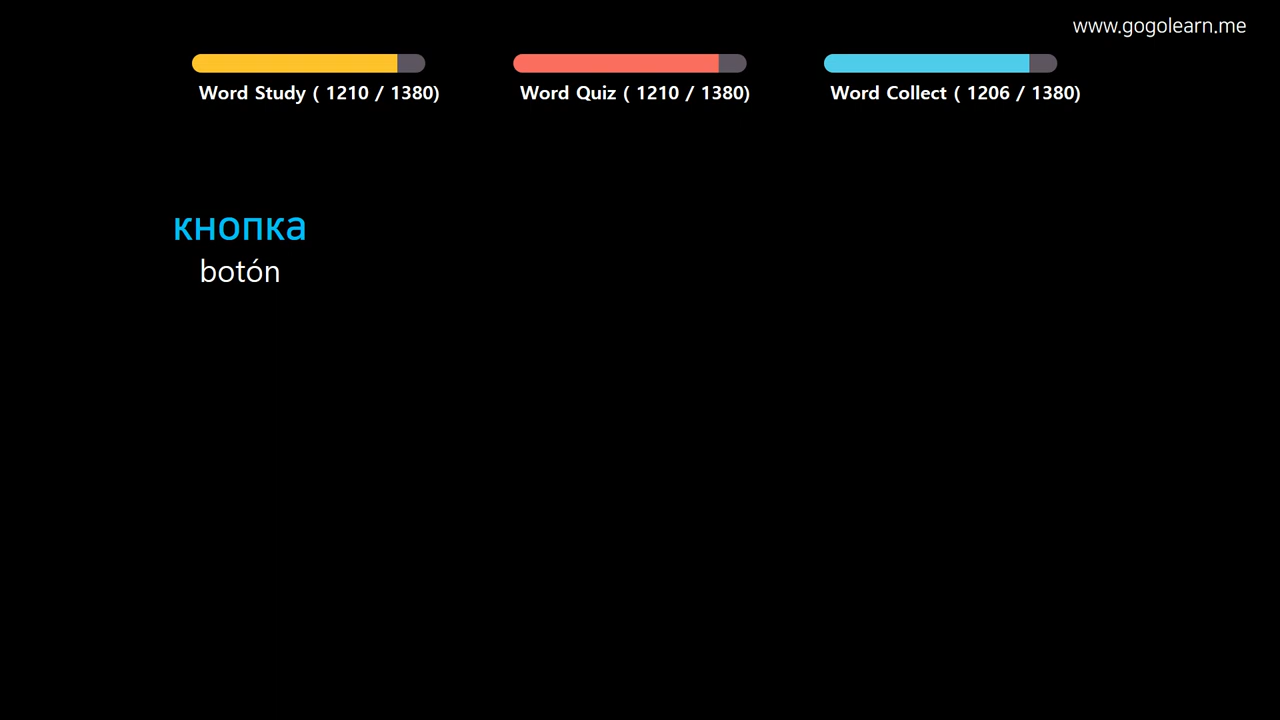 www.gogolearn.me
Word Study ( 1210 / 1380)
Word Quiz ( 1210 / 1380)
Word Collect ( 1206 / 1380)
кнопка
botón